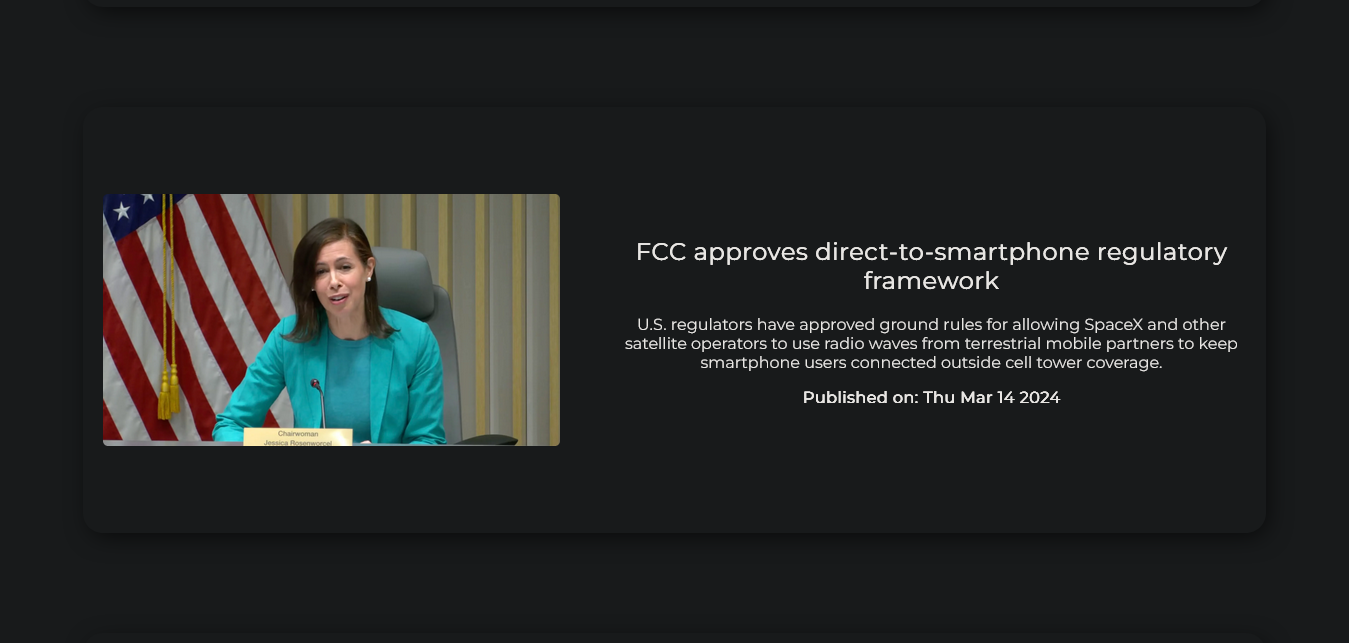 Chairwoman
Jessica Rosenworcel
FCC approves direct-to-smartphone regulatory
framework
U.S. regulators have approved ground rules for allowing SpaceX and other
satellite operators to use radio waves from terrestrial mobile partners to keep
smartphone users connected outside cell tower coverage.
Published on: Thu Mar 14 2024